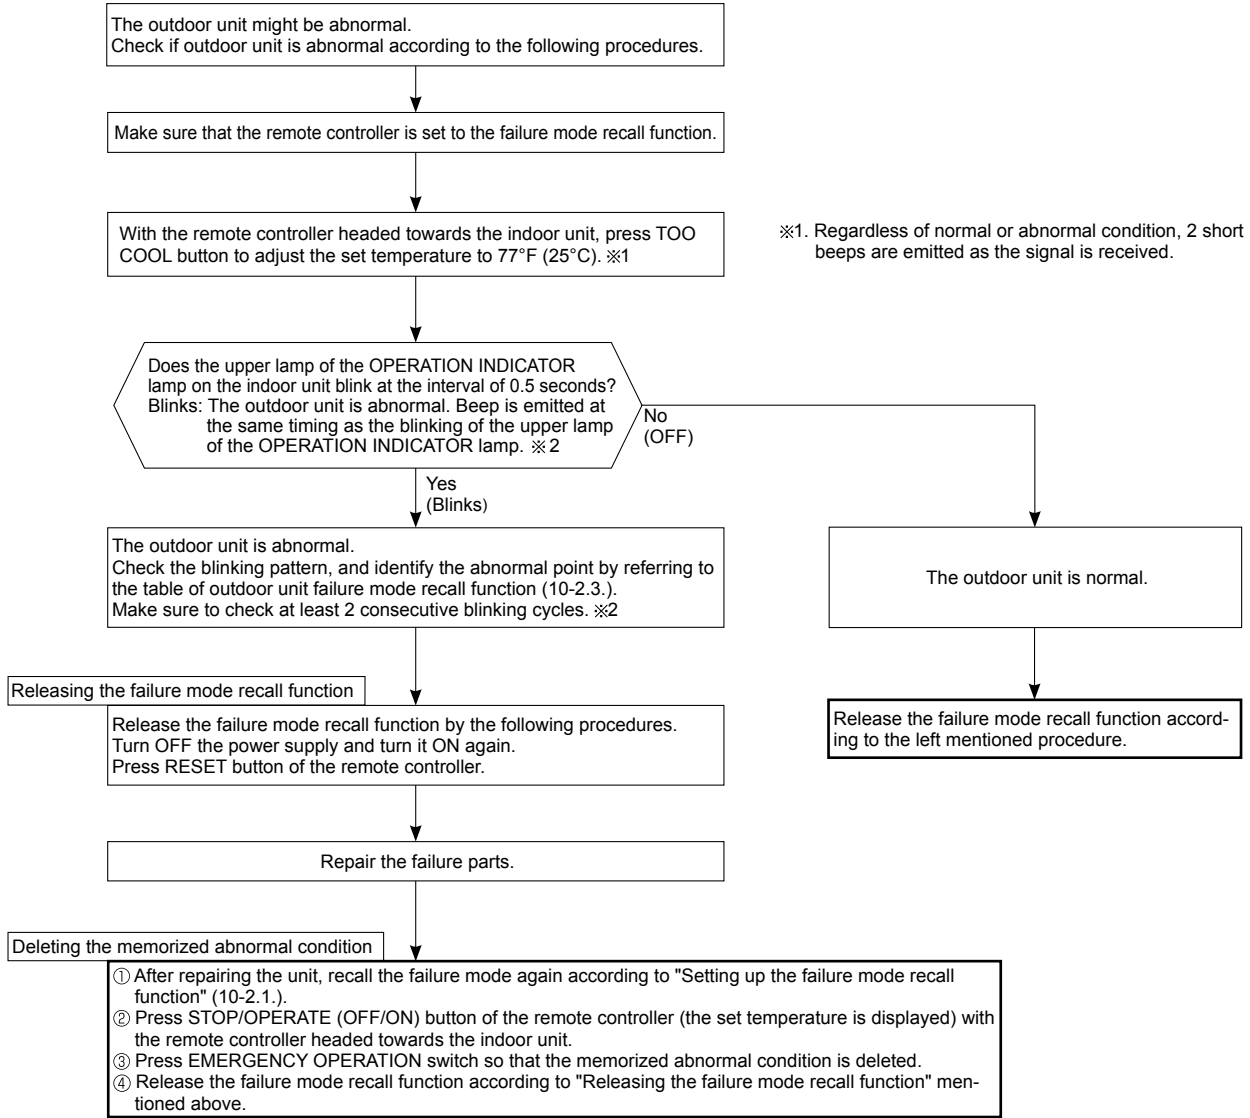 The outdoor unit might be abnormal.
Check if outdoor unit is abnormal according to the following procedures.
Make sure that the remote controller is set to the failure mode recall function.
With the remote controller headed towards the indoor unit, press TOO
COOL button to adjust the set temperature to 77°F (25°C). ※1
※1. Regardless of normal or abnormal condition, 2 short
beeps are emitted as the signal is received.
Does the upper lamp of the OPERATION INDICATOR
lamp on the indoor unit blink at the interval of 0.5 seconds?
Blinks: The outdoor unit is abnormal. Beep is emitted at
the same timing as the blinking of the upper lamp
of the OPERATION INDICATOR lamp. ※2
No
(OFF)
Yes
(Blinks)
The outdoor unit is abnormal.
Check the blinking pattern, and identify the abnormal point by referring to
the table of outdoor unit failure mode recall function (10-2.3.).
Make sure to check at least 2 consecutive blinking cycles. ※2
The outdoor unit is normal.
Releasing the failure mode recall function
Release the failure mode recall function by the following procedures.
Turn OFF the power supply and turn it ON again.
Press RESET button of the remote controller.
Release the failure mode recall function accord-
ing to the left mentioned procedure.
Repair the failure parts.
Deleting the memorized abnormal condition
① After repairing the unit, recall the failure mode again according to "Setting up the failure mode recall
function" (10-2.1.).
② Press STOP/OPERATE (OFF/ON) button of the remote controller (the set temperature is displayed) with
the remote controller headed towards the indoor unit.
③ Press EMERGENCY OPERATION switch so that the memorized abnormal condition is deleted.
④ Release the failure mode recall function according to "Releasing the failure mode recall function" men-
tioned above.